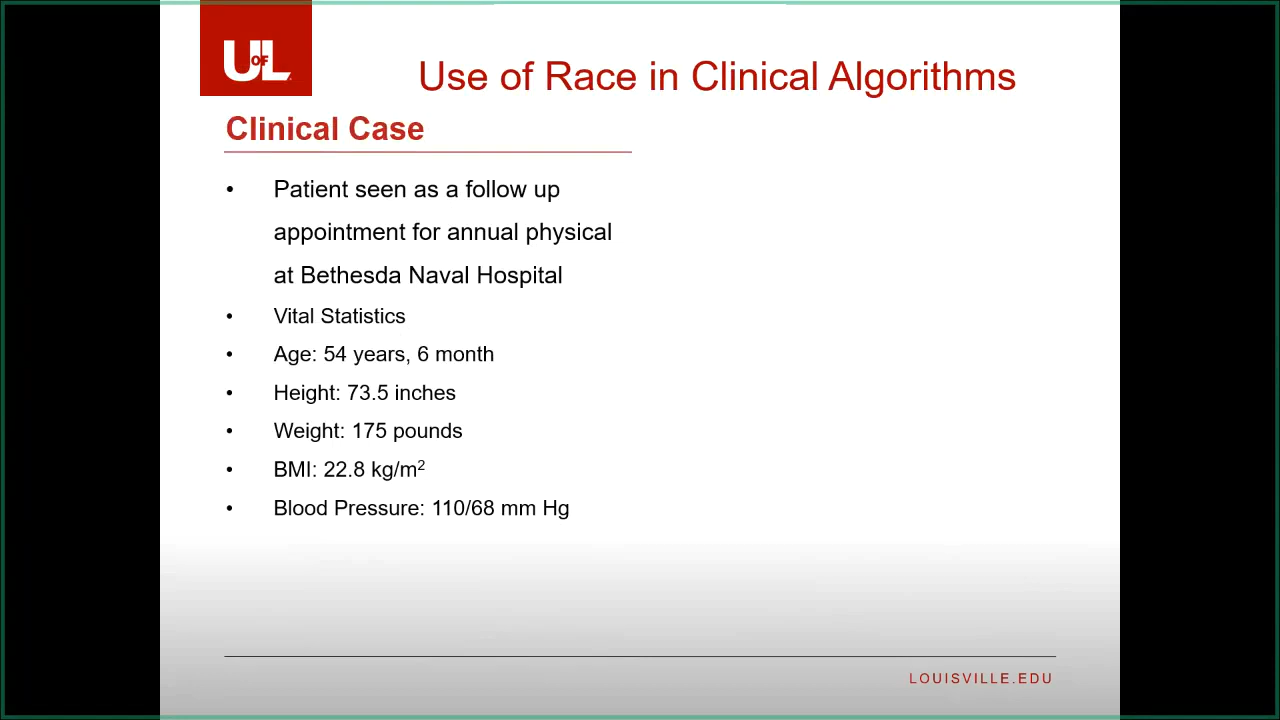 UofL
Use of Race in Clinical Algorithms
Clinical Case
• Patient seen as a follow up
appointment for annual physical
at Bethesda Naval Hospital
• Vital Statistics
• Age: 54 years, 6 month
• Height: 73.5 inches
• Weight: 175 pounds
• BMI: 22.8 kg/m²
• Blood Pressure: 110/68 mm Hg
LOUISVILLE.EDU